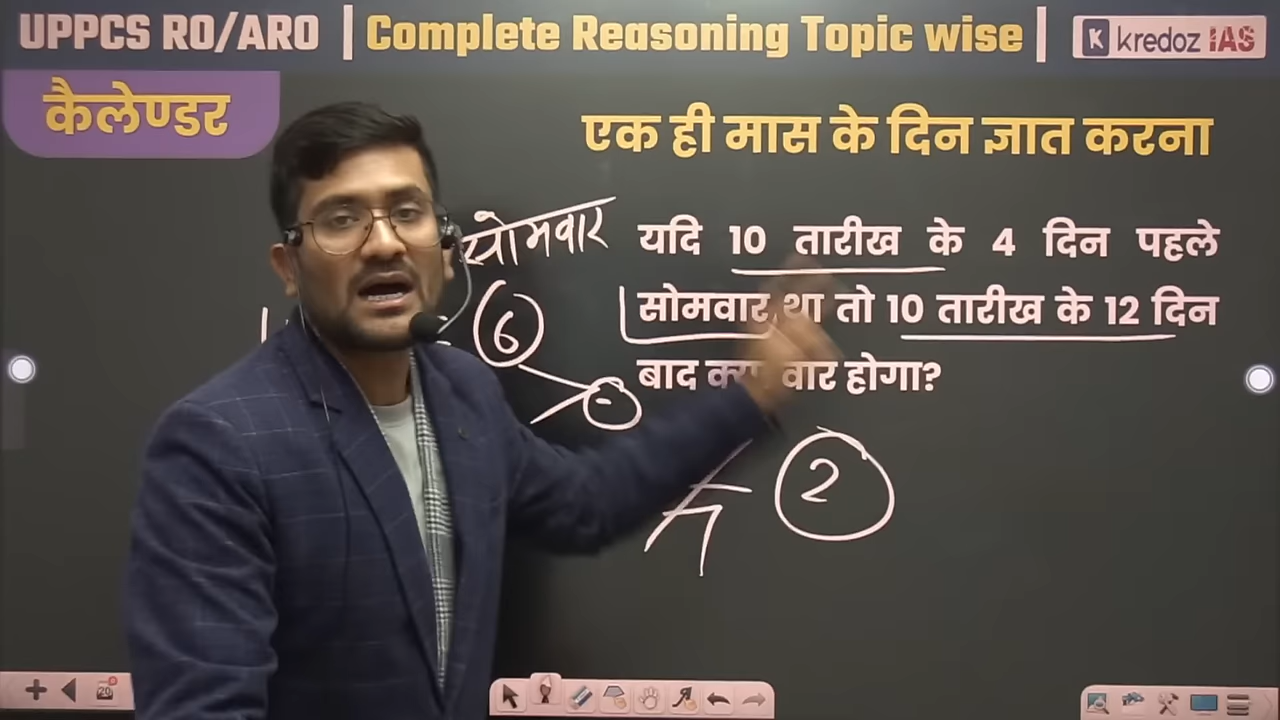 UPPCS RO/ARO | Complete Reasoning Topic wise | K kredoz IAS
कैलेण्डर
एक ही मास के दिन ज्ञात करना
सोमवार
यदि 10 तारीख के 4 दिन पहले
सोमवार था तो 10 तारीख के 12 दिन
बाद वार होगा?
6
2